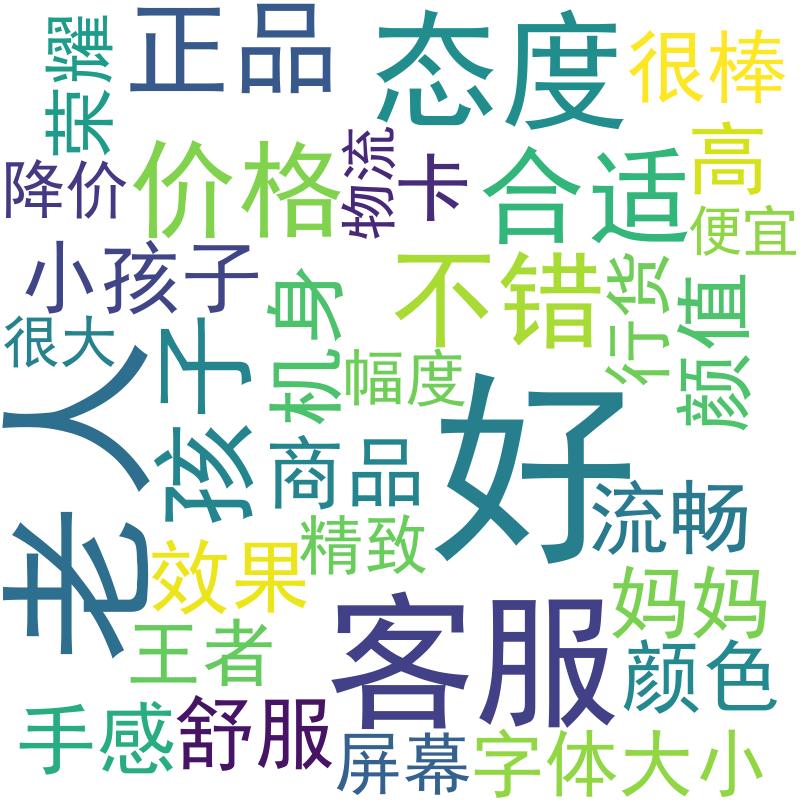 荣耀
正品
态度
很棒
降价
价格
物流
卡
合适
高
便宜
小孩子
机身
不错
行货
颜值
很大
孩子
幅度
老人
好
商品
流畅
精致
效果
客服
妈妈
王者
颜色
手感
舒服
屏幕
字体大小